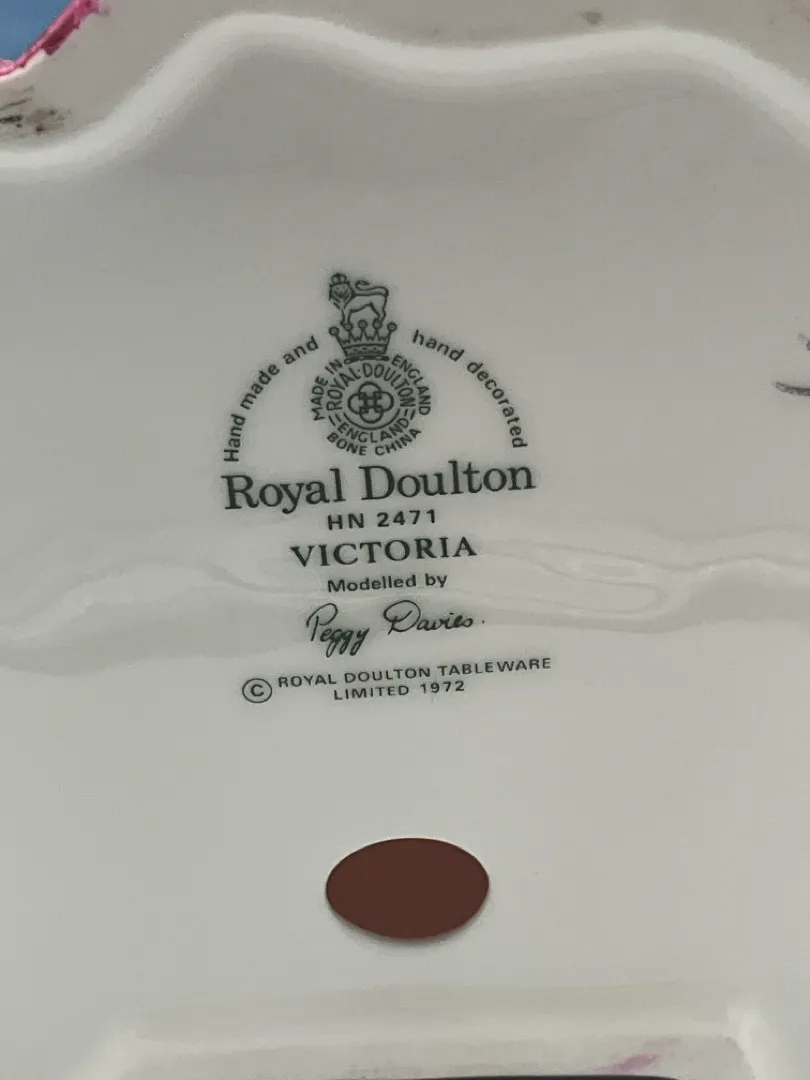 Hand made and hand decorated
MADE IN ENGLAND
ROYAL·DOULTON
ENGLAND
BONE CHINA
Royal Doulton
HN 2471
VICTORIA
Modelled by
Peggy Davies.
© ROYAL DOULTON TABLEWARE
LIMITED 1972